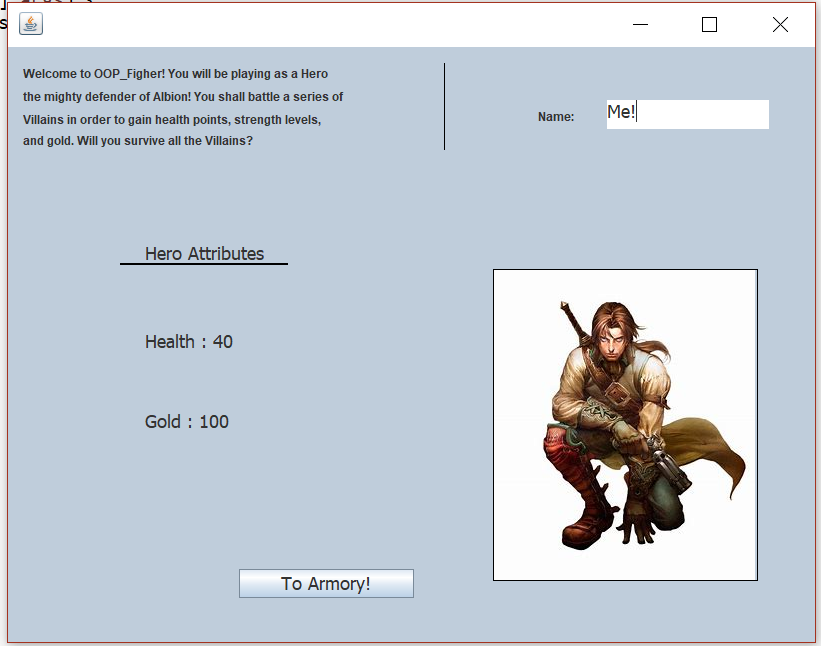 Welcome to OOP_Figher! You will be playing as a Hero
the mighty defender of Albion! You shall battle a series of
Villains in order to gain health points, strength levels,
and gold. Will you survive all the Villains?
Name: Me!
Hero Attributes
Health : 40
Gold : 100
To Armory!